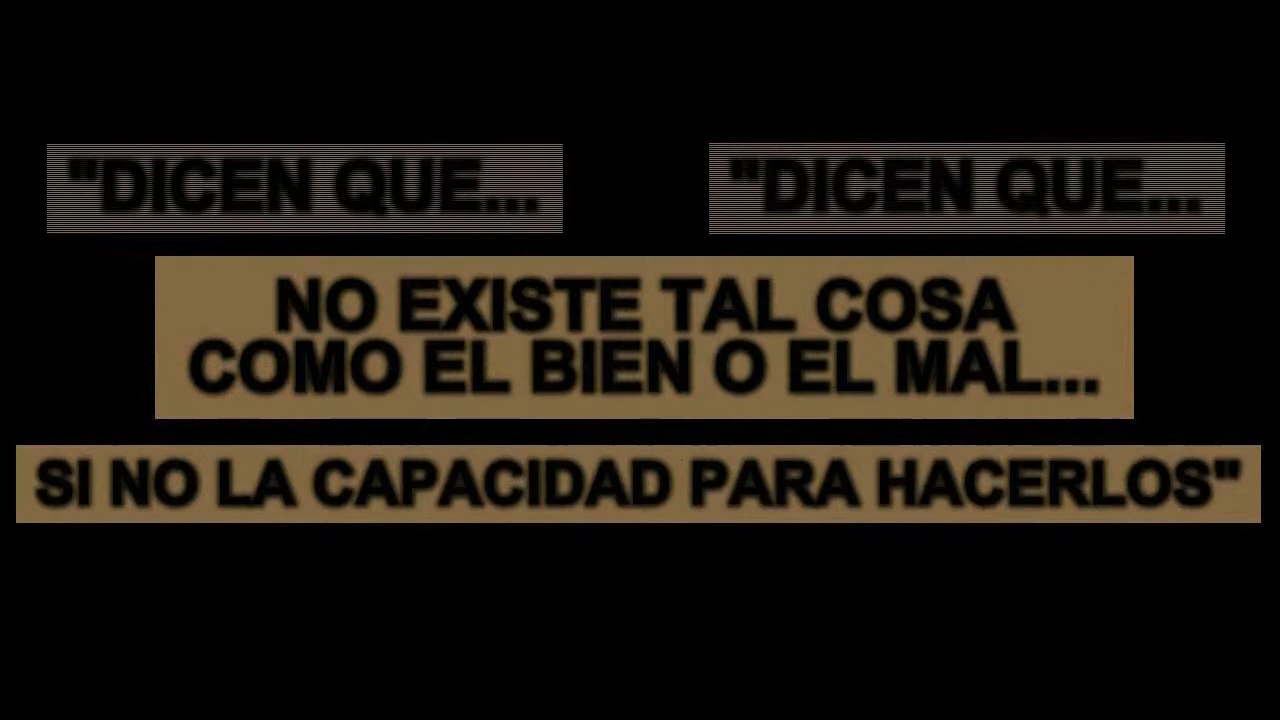 "DICEN QUE... "DICEN QUE...
NO EXISTE TAL COSA
COMO EL BIEN O EL MAL...
SI NO LA CAPACIDAD PARA HACERLOS"